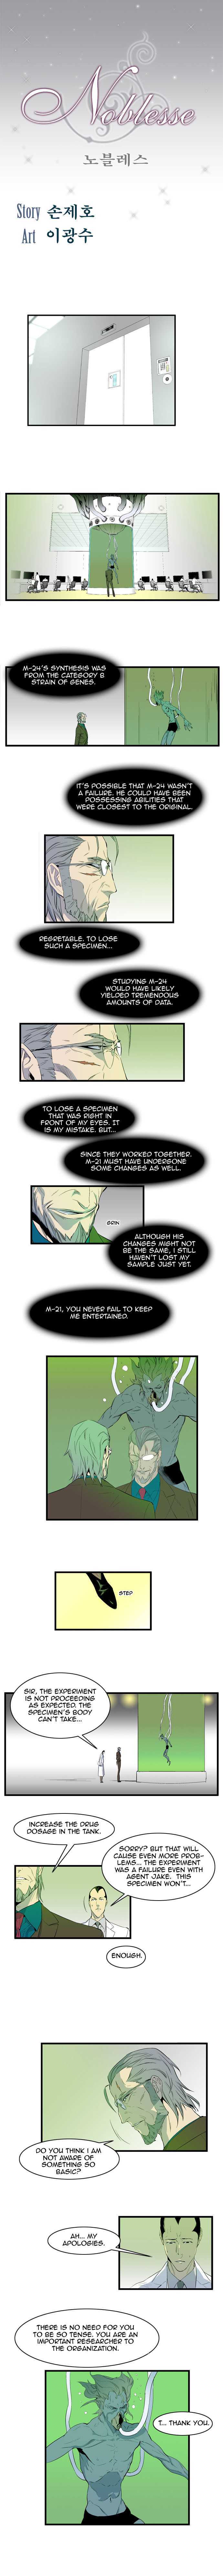 Noblesse
노블레스
Story 손제호
Art 이광수
M-24'S SYNTHESIS WAS
FROM THE CATEGORY B
STRAIN OF GENES.
IT'S POSSIBLE THAT M-24 WASN'T
A FAILURE. HE COULD HAVE BEEN
POSSESSING ABILITIES THAT
WERE CLOSEST TO THE ORIGINAL.
REGRETABLE. TO LOSE
SUCH A SPECIMEN...
STUDYING M-24
WOULD HAVE LIKELY
YIELDED TREMENDOUS
AMOUNTS OF DATA.
TO LOSE A SPECIMEN
THAT WAS RIGHT IN
FRONT OF MY EYES. IT
IS MY MISTAKE. BUT...
SINCE THEY WORKED TOGETHER,
M-21 MUST HAVE UNDERGONE
SOME CHANGES AS WELL.
GRIN
ALTHOUGH HIS
CHANGES MIGHT NOT
BE THE SAME, I STILL
HAVEN'T LOST MY
SAMPLE JUST YET.
M-21, YOU NEVER FAIL TO KEEP
ME ENTERTAINED.
STEP
SIR, THE EXPERIMENT
IS NOT PROCEEDING
AS EXPECTED. THE
SPECIMEN'S BODY
CAN'T TAKE...
INCREASE THE DRUG
DOSAGE IN THE TANK.
SORRY? BUT THAT WILL
CAUSE EVEN MORE PROB-
LEMS... THE EXPERIMENT
WAS A FAILURE EVEN WITH
AGENT JAKE. THIS
SPECIMEN WON'T...
ENOUGH.
DO YOU THINK I AM
NOT AWARE OF
SOMETHING SO
BASIC?
AH... MY
APOLOGIES.
THERE IS NO NEED FOR YOU
TO BE SO TENSE. YOU ARE AN
IMPORTANT RESEARCHER TO
THE ORGANIZATION.
T... THANK YOU.